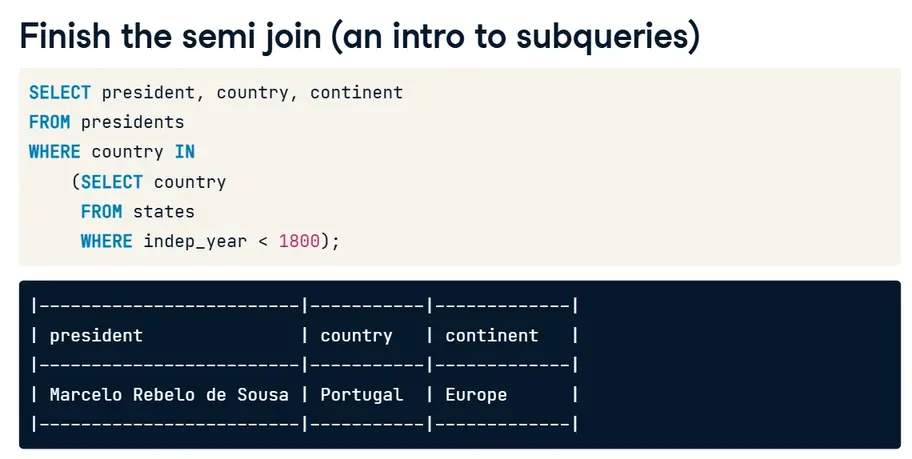 Finish the semi join (an intro to subqueries)
SELECT president, country, continent
FROM presidents
WHERE country IN
    (SELECT country
     FROM states
     WHERE indep_year < 1800);
|-------------------------|-----------|-------------|
| president               | country   | continent   |
|-------------------------|-----------|-------------|
| Marcelo Rebelo de Sousa | Portugal  | Europe      |
|-------------------------|-----------|-------------|